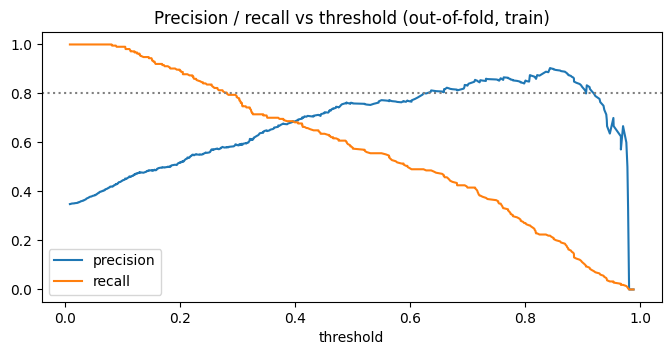 Precision / recall vs threshold (out-of-fold, train)
1.0
0.8
0.6
0.4
0.2
0.0
precision
recall
0.0 0.2 0.4 0.6 0.8 1.0
threshold